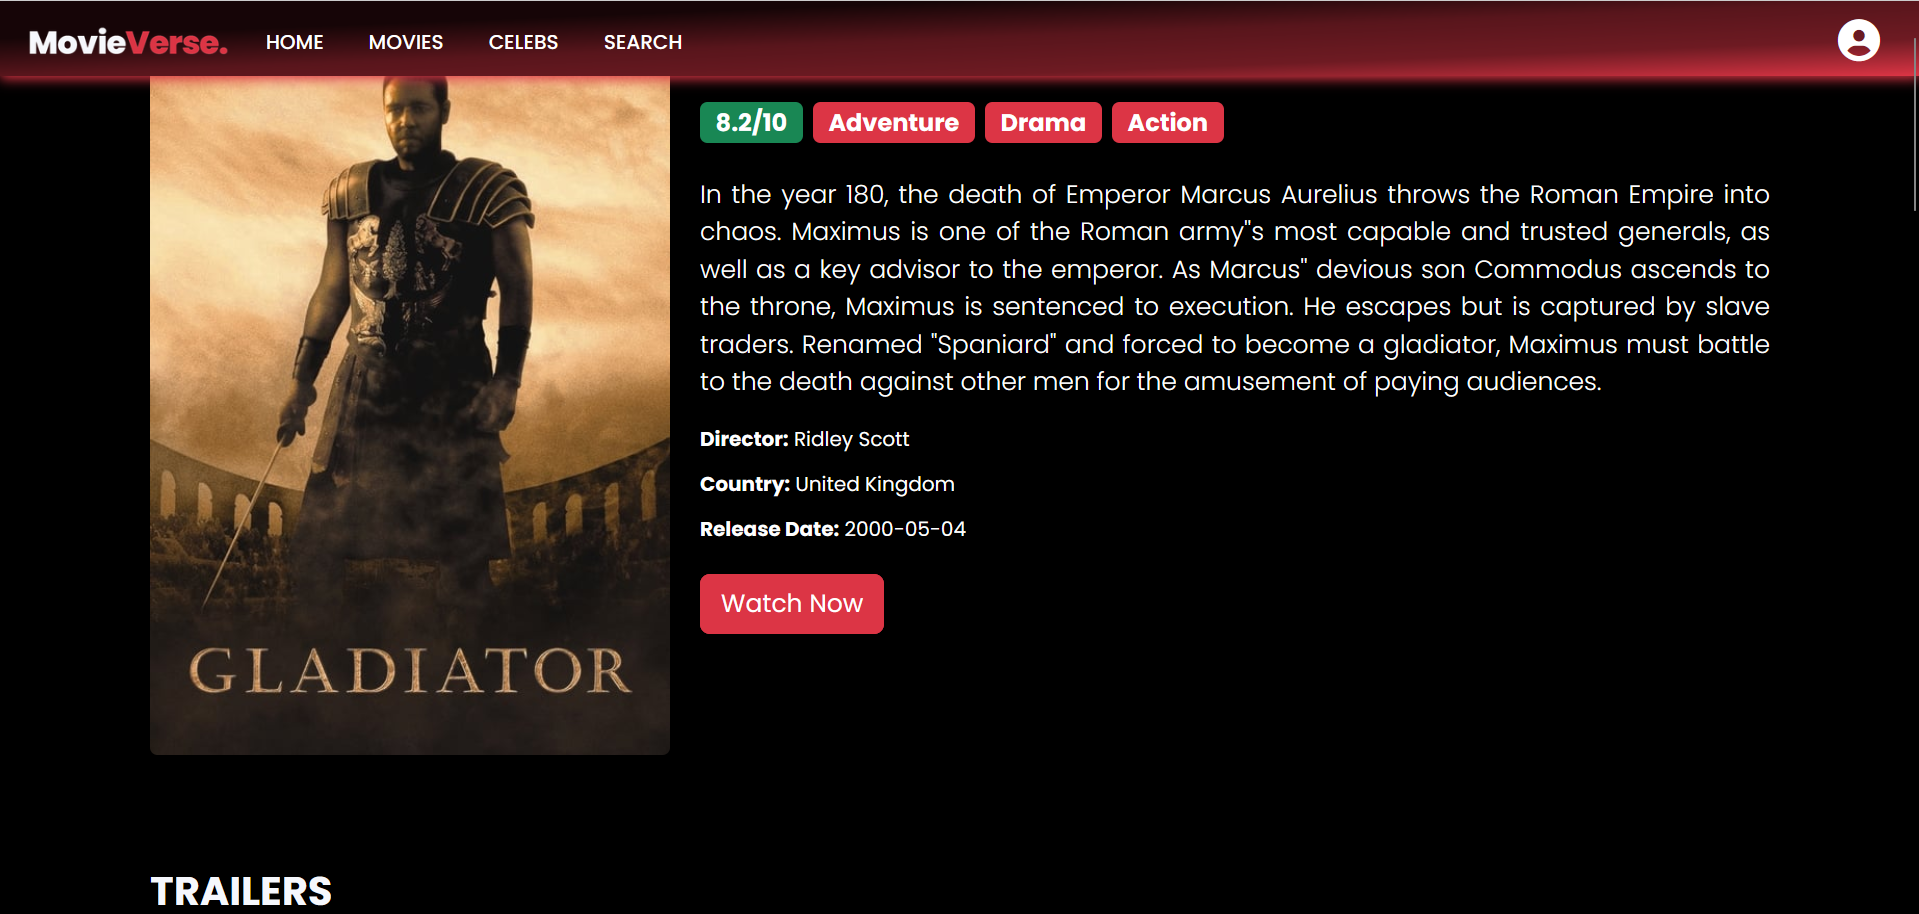 MovieVerse. HOME MOVIES CELEBS SEARCH
8.2/10 Adventure Drama Action
In the year 180, the death of Emperor Marcus Aurelius throws the Roman Empire into
chaos. Maximus is one of the Roman army"s most capable and trusted generals, as
well as a key advisor to the emperor. As Marcus" devious son Commodus ascends to
the throne, Maximus is sentenced to execution. He escapes but is captured by slave
traders. Renamed "Spaniard" and forced to become a gladiator, Maximus must battle
to the death against other men for the amusement of paying audiences.
Director: Ridley Scott
Country: United Kingdom
Release Date: 2000-05-04
Watch Now
GLADIATOR
TRAILERS